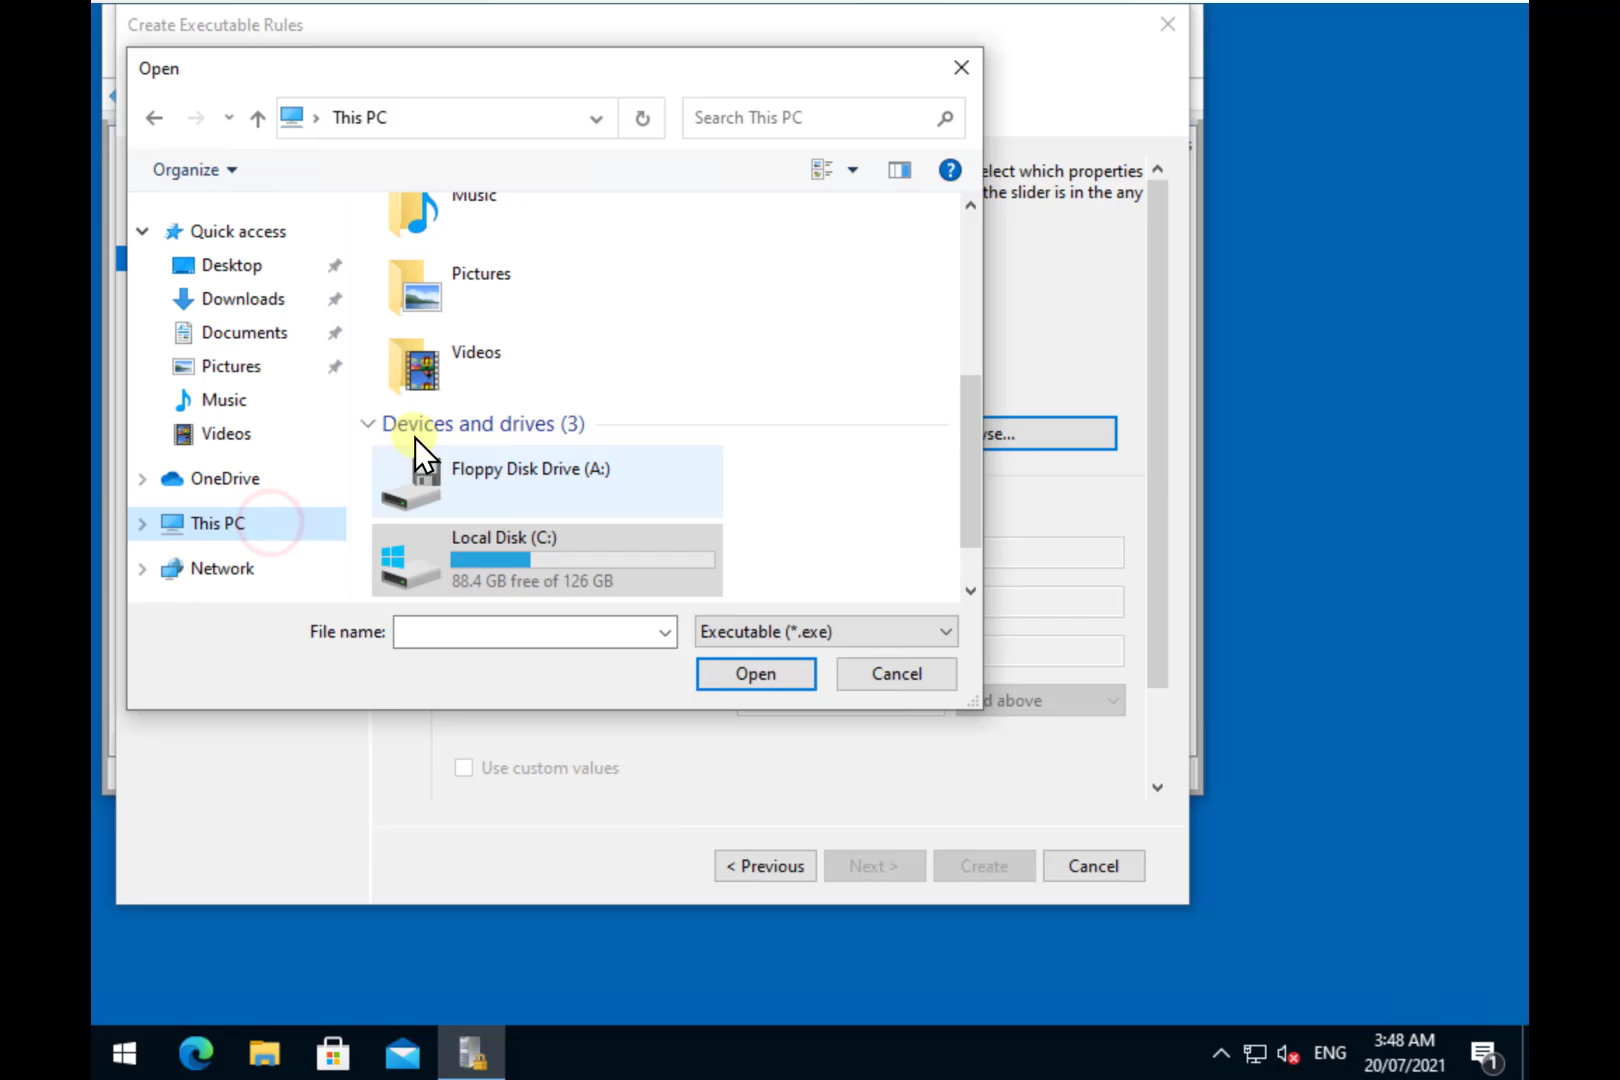 Create Executable Rules
Open
This PC
Search This PC
Organize
elect which properties
the slider is in the any
Music
Quick access
Desktop
Downloads
Documents
Pictures
Music
Videos
OneDrive
This PC
Network
Pictures
Videos
Devices and drives (3)
Floppy Disk Drive (A:)
Local Disk (C:)
88.4 GB free of 126 GB
File name:
Executable (*.exe)
Open
Cancel
se...
d above
Use custom values
< Previous
Next >
Create
Cancel
ENG
3:48 AM
20/07/2021
1